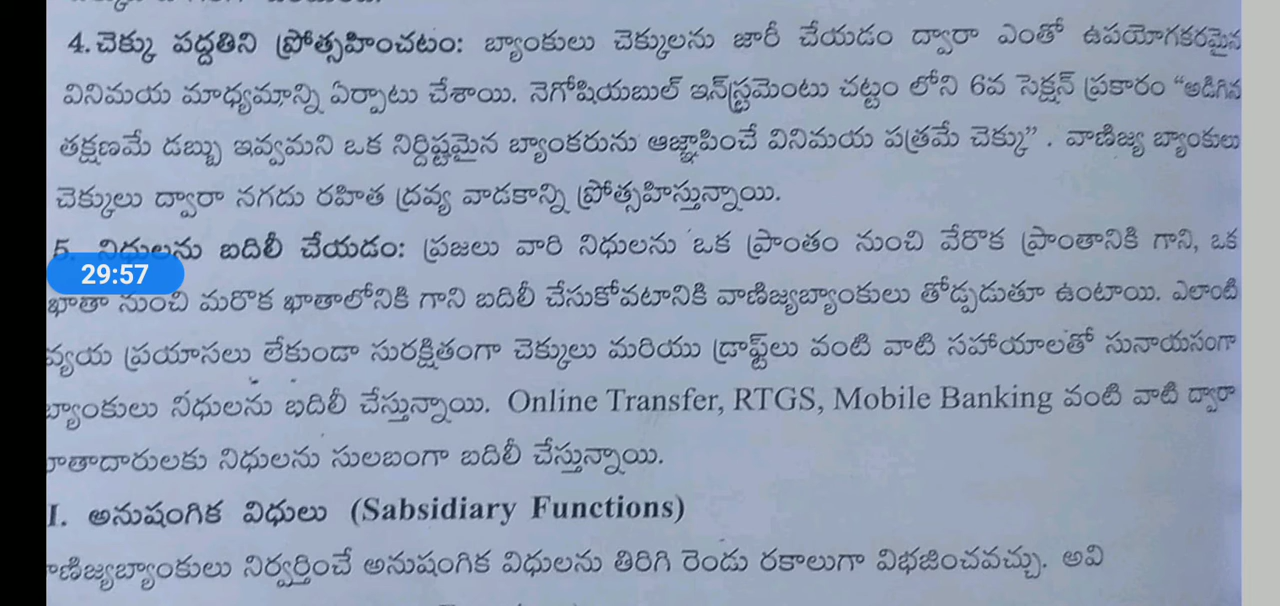 4. చెక్కు పద్దతిని ప్రోత్సహించటం: బ్యాంకులు చెక్కులను జారీ చేయడం ద్వారా ఎంతో ఉపయోగకరమైన
వినిమయ మాధ్యమాన్ని ఏర్పాటు చేశాయి. నెగోషియబుల్ ఇన్‌స్ట్రుమెంటు చట్టం లోని 6వ సెక్షన్ ప్రకారం “అడిగిన
తక్షణమే డబ్బు ఇవ్వమని ఒక నిర్దిష్టమైన బ్యాంకరును ఆజ్ఞాపించే వినిమయ పత్రమే చెక్కు” . వాణిజ్య బ్యాంకులు
చెక్కులు ద్వారా నగదు రహిత ద్రవ్య వాడకాన్ని ప్రోత్సహిస్తున్నాయి.
5. నిధులను బదిలీ చేయడం: ప్రజలు వారి నిధులను ఒక ప్రాంతం నుంచి వేరొక ప్రాంతానికి గాని, ఒక
29:57
ఖాతా నుంచి మరొక ఖాతాలోనికి గాని బదిలీ చేసుకోవటానికి వాణిజ్యబ్యాంకులు తోడ్పడుతూ ఉంటాయి. ఎలాంటి
వ్యయ ప్రయాసలు లేకుండా సురక్షితంగా చెక్కులు మరియు డ్రాఫ్ట్‌లు వంటి వాటి సహాయాలతో సునాయసంగా
బ్యాంకులు నిధులను బదిలీ చేస్తున్నాయి. Online Transfer, RTGS, Mobile Banking వంటి వాటి ద్వారా
ఖాతాదారులకు నిధులను సులబంగా బదిలీ చేస్తున్నాయి.
I. అనుషంగిక విధులు (Sabsidiary Functions)
వాణిజ్యబ్యాంకులు నిర్వర్తించే అనుషంగిక విధులను తిరిగి రెండు రకాలుగా విభజించవచ్చు. అవి